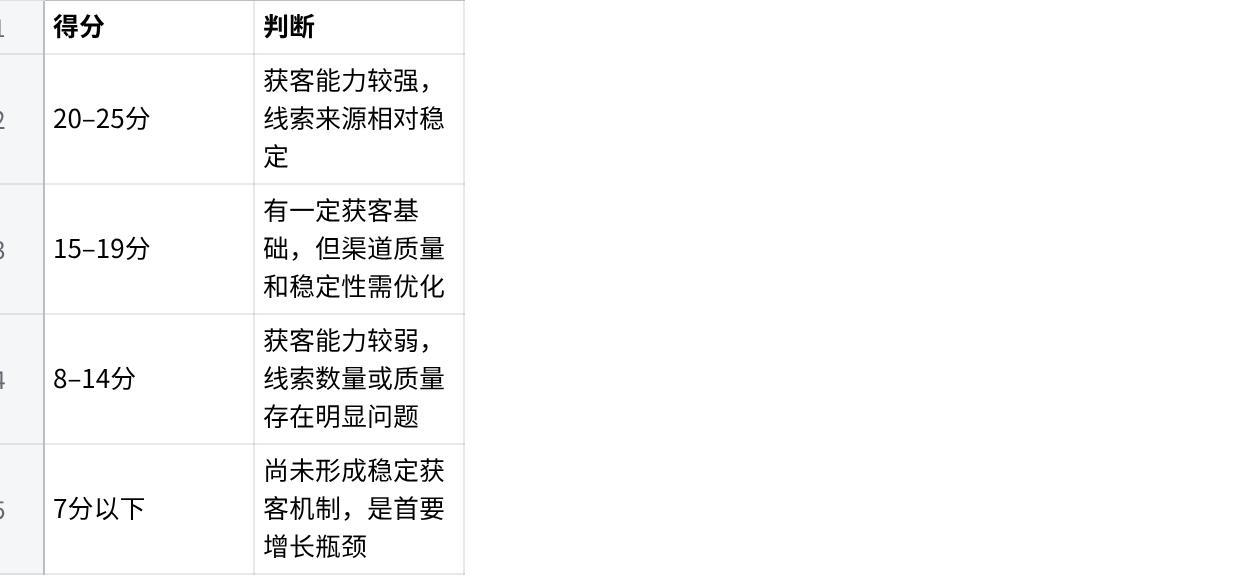 1
得分
判断
2
20–25分
获客能力较强，
线索来源相对稳
定
3
15–19分
有一定获客基
础，但渠道质量
和稳定性需优化
4
8–14分
获客能力较弱，
线索数量或质量
存在明显问题
5
7分以下
尚未形成稳定获
客机制，是首要
增长瓶颈